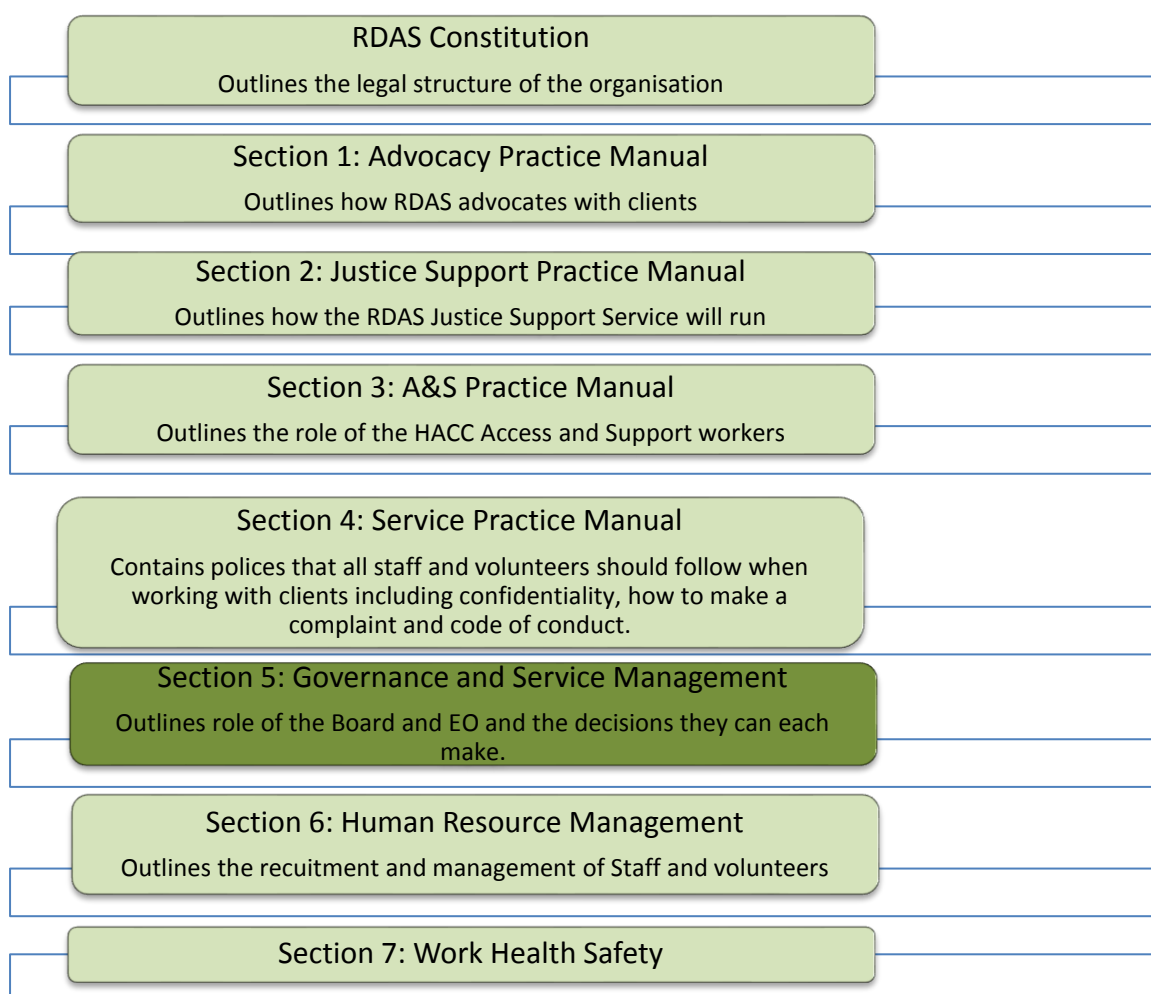 RDAS Constitution
Outlines the legal structure of the organisation
Section 1: Advocacy Practice Manual
Outlines how RDAS advocates with clients
Section 2: Justice Support Practice Manual
Outlines how the RDAS Justice Support Service will run
Section 3: A&S Practice Manual
Outlines the role of the HACC Access and Support workers
Section 4: Service Practice Manual
Contains polices that all staff and volunteers should follow when
working with clients including confidentiality, how to make a
complaint and code of conduct.
Section 5: Governance and Service Management
Outlines role of the Board and EO and the decisions they can each
make.
Section 6: Human Resource Management
Outlines the recuitment and management of Staff and volunteers
Section 7: Work Health Safety